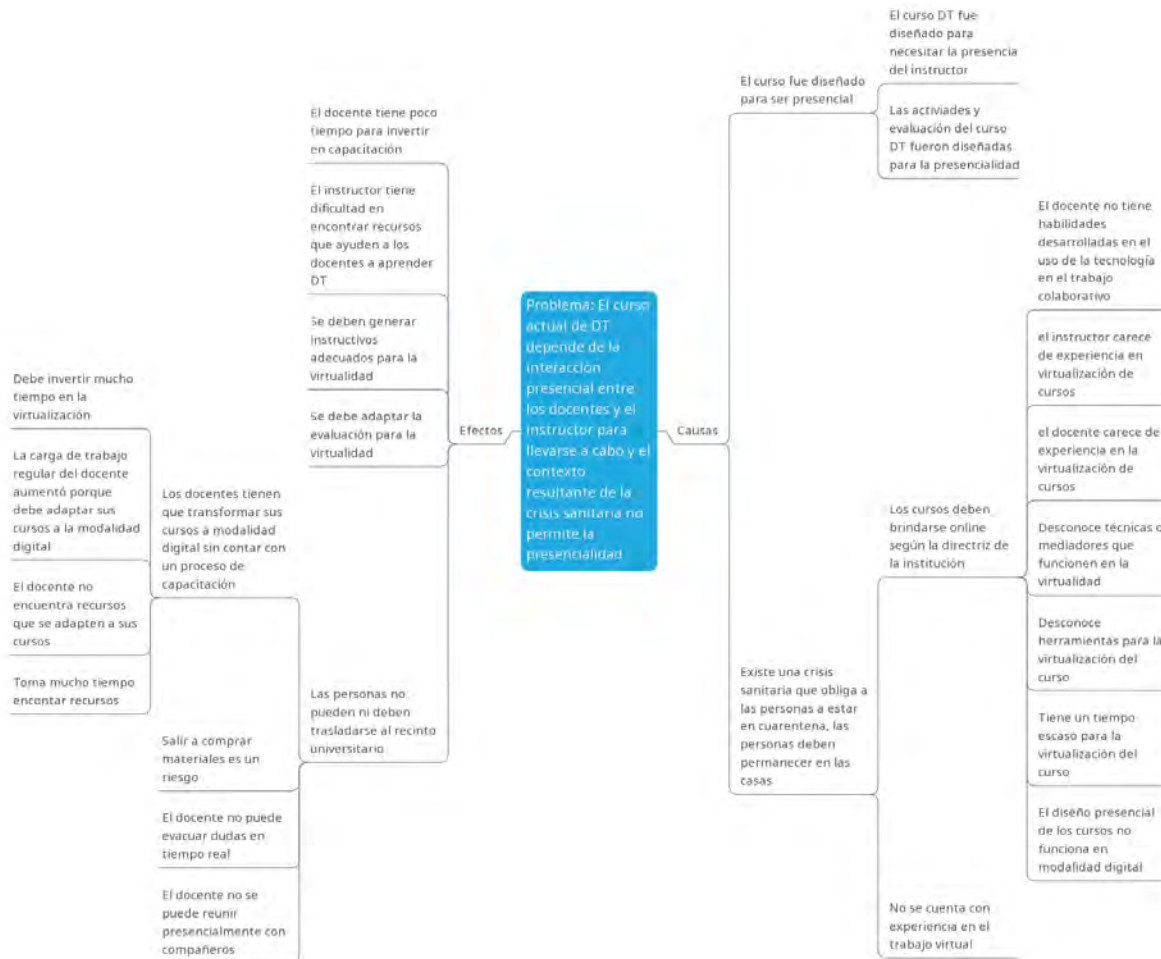 Problema: El curso
actual de DT
depende de la
interacción
presencial entre
los docentes y el
instructor para
llevarse a cabo y el
contexto
resultante de la
crisis sanitaria no
permite la
presencialidad
Efectos
El docente tiene poco
tiempo para invertir
en capacitación
El instructor tiene
dificultad en
encontrar recursos
que ayuden a los
docentes a aprender
DT
Se deben generar
instructivos
adecuados para la
virtualidad
Se debe adaptar la
evaluación para la
virtualidad
Las personas no
pueden ni deben
trasladarse al recinto
universitario
Los docentes tienen
que transformar sus
cursos a modalidad
digital sin contar con
un proceso de
capacitación
Debe invertir mucho
tiempo en la
virtualización
La carga de trabajo
regular del docente
aumentó porque
debe adaptar sus
cursos a la modalidad
digital
El docente no
encuentra recursos
que se adapten a sus
cursos
Toma mucho tiempo
encontar recursos
Salir a comprar
materiales es un
riesgo
El docente no puede
evacuar dudas en
tiempo real
El docente no se
puede reunir
presencialmente con
compañeros
Causas
El curso fue diseñado
para ser presencial
El curso DT fue
diseñado para
necesitar la presencia
del instructor
Las activiades y
evaluación del curso
DT fueron diseñadas
para la presencialidad
Existe una crisis
sanitaria que obliga a
las personas a estar
en cuarentena, las
personas deben
permanecer en las
casas
Los cursos deben
brindarse online
según la directriz de
la institución
El docente no tiene
habilidades
desarrolladas en el
uso de la tecnología
en el trabajo
colaborativo
el instructor carece
de experiencia en
virtualización de
cursos
el docente carece de
experiencia en la
virtualización de
cursos
Desconoce técnicas o
mediadores que
funcionen en la
virtualidad
Desconoce
herramientas para la
virtualización del
curso
Tiene un tiempo
escaso para la
virtualización del
curso
El diseño presencial
de los cursos no
funciona en
modalidad digital
No se cuenta con
experiencia en el
trabajo virtual